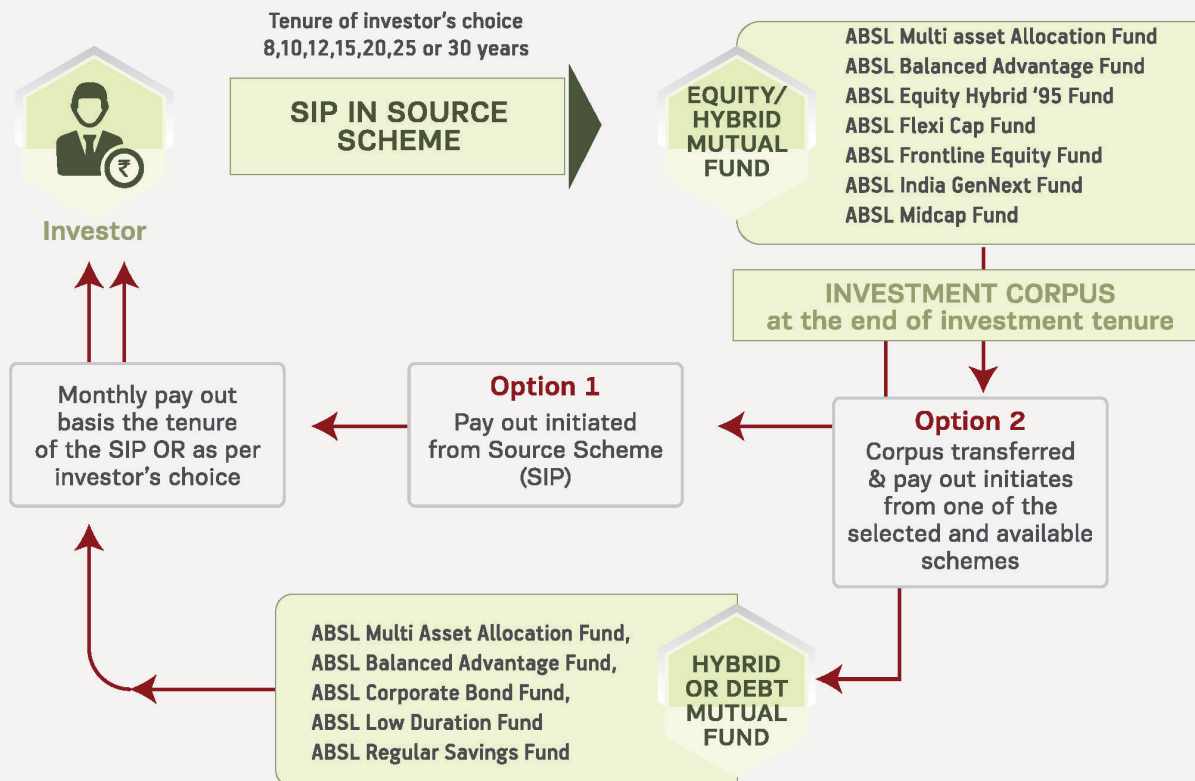 Tenure of investor's choice
8,10,12,15,20,25 or 30 years
SIP IN SOURCE
SCHEME
₹
Investor
EQUITY/
HYBRID
MUTUAL
FUND
ABSL Multi asset Allocation Fund
ABSL Balanced Advantage Fund
ABSL Equity Hybrid ‘95 Fund
ABSL Flexi Cap Fund
ABSL Frontline Equity Fund
ABSL India GenNext Fund
ABSL Midcap Fund
INVESTMENT CORPUS
at the end of investment tenure
Option 2
Corpus transferred
& pay out initiates
from one of the
selected and available
schemes
Option 1
Pay out initiated
from Source Scheme
(SIP)
Monthly pay out
basis the tenure
of the SIP OR as per
investor's choice
HYBRID
OR DEBT
MUTUAL
FUND
ABSL Multi Asset Allocation Fund,
ABSL Balanced Advantage Fund,
ABSL Corporate Bond Fund,
ABSL Low Duration Fund
ABSL Regular Savings Fund